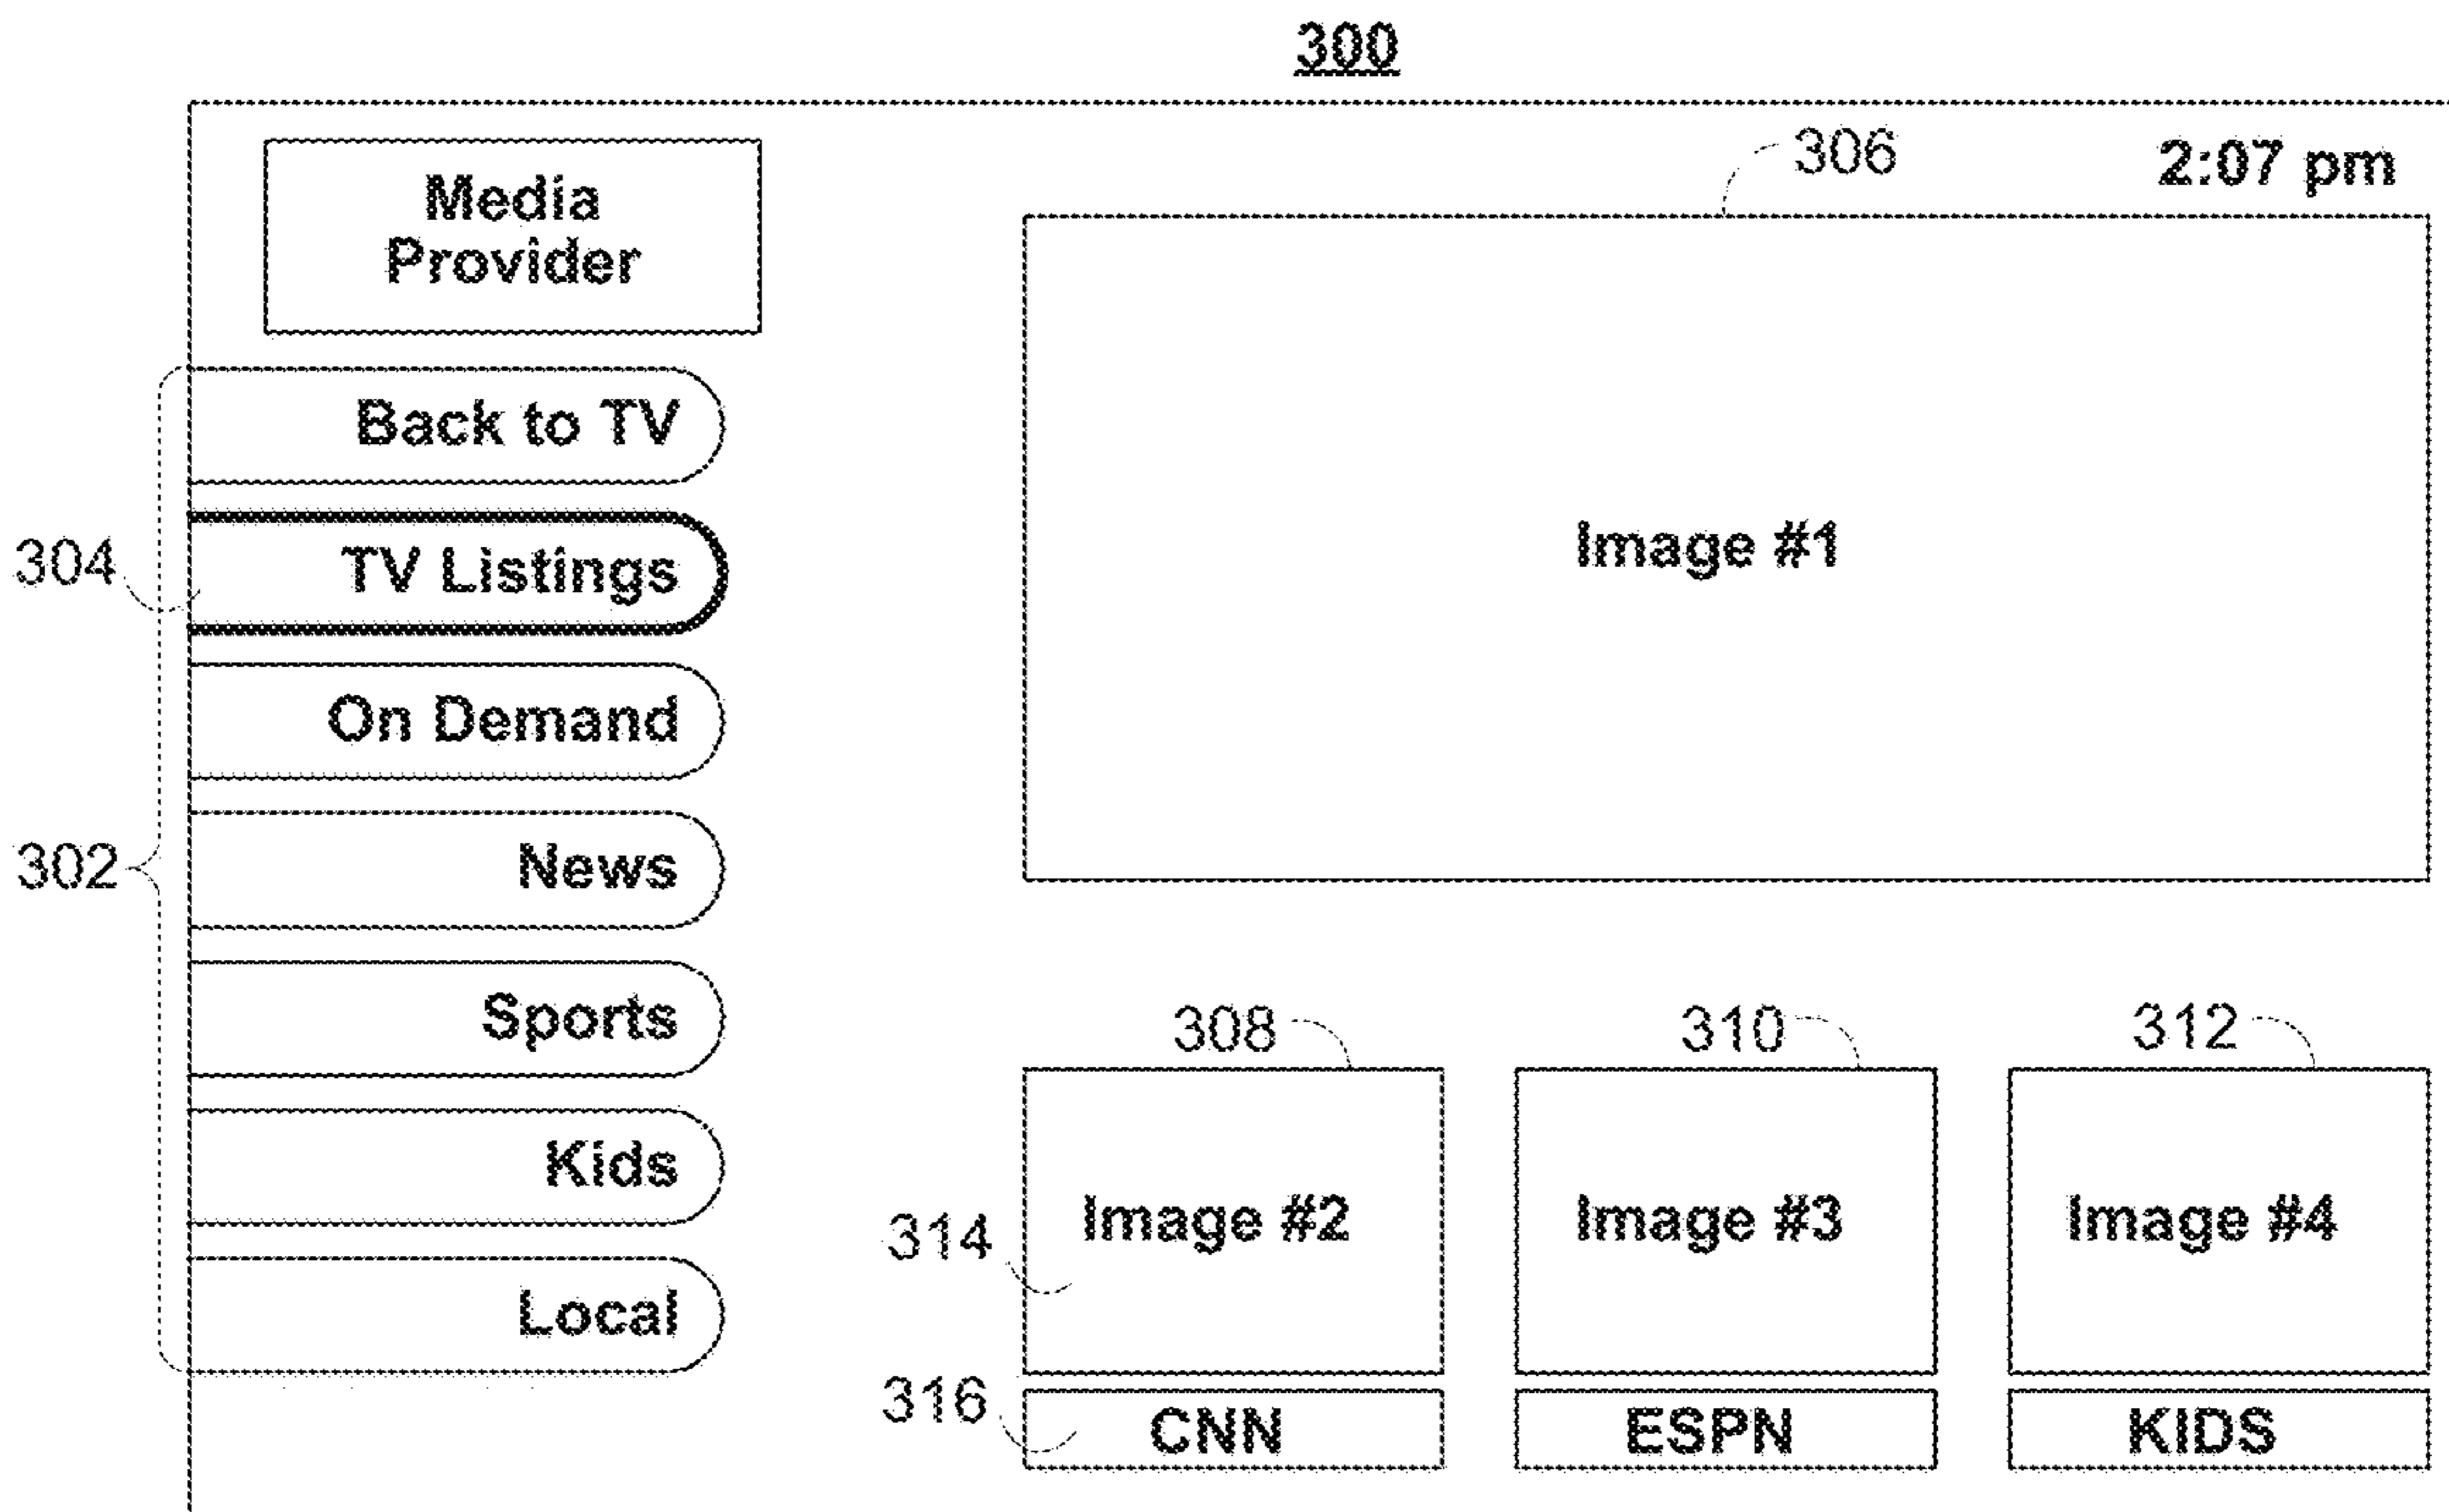 300
306
2:07 pm
Media
Provider
Back to TV
304
TV Listings
On Demand
302
News
Sports
Kids
Local
Image #1
308
310
312
314
Image #2
Image #3
Image #4
316
CNN
ESPN
KIDS